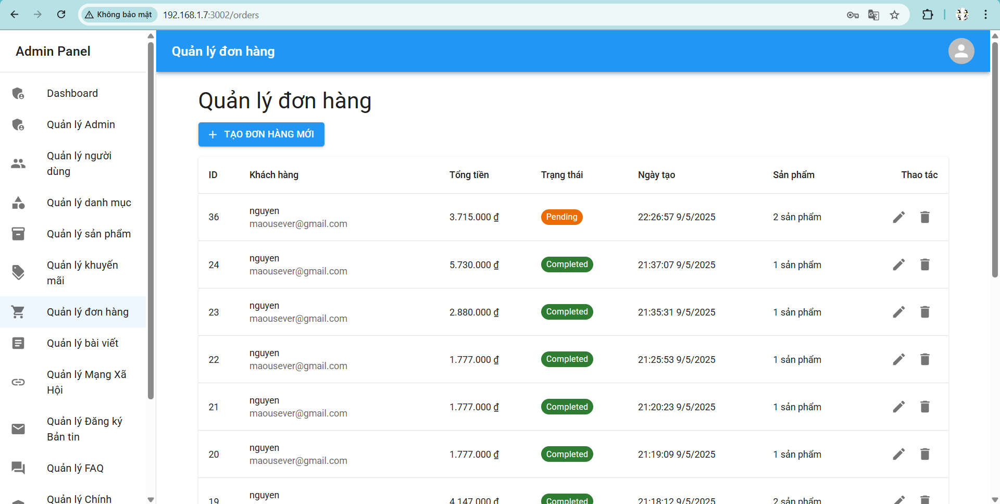 Không bảo mật
192.168.1.7:3002/orders
Admin Panel
Dashboard
Quản lý Admin
Quản lý người
dùng
Quản lý danh mục
Quản lý sản phẩm
Quản lý khuyến
mãi
Quản lý đơn hàng
Quản lý bài viết
Quản lý Mạng Xã
Hội
Quản lý Đăng ký
Bản tin
Quản lý FAQ
Quản lý Chính
Quản lý đơn hàng
Quản lý đơn hàng
TẠO ĐƠN HÀNG MỚI
ID Khách hàng Tổng tiền Trạng thái Ngày tạo Sản phẩm Thao tác
36 nguyen 3.715.000 ₫ Pending 22:26:57 9/5/2025 2 sản phẩm
maousever@gmail.com
24 nguyen 5.730.000 ₫ Completed 21:37:07 9/5/2025 1 sản phẩm
maousever@gmail.com
23 nguyen 2.880.000 ₫ Completed 21:35:31 9/5/2025 1 sản phẩm
maousever@gmail.com
22 nguyen 1.777.000 ₫ Completed 21:25:53 9/5/2025 1 sản phẩm
maousever@gmail.com
21 nguyen 1.777.000 ₫ Completed 21:20:23 9/5/2025 1 sản phẩm
maousever@gmail.com
20 nguyen 1.777.000 ₫ Completed 21:19:09 9/5/2025 1 sản phẩm
maousever@gmail.com
19 nguyen 4.147.000 ₫ Completed 21:18:12 9/5/2025 2 sản phẩm